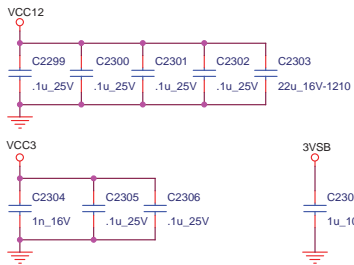 VCC12
C2299 C2300 C2301 C2302 C2303
.1u_25V .1u_25V .1u_25V .1u_25V 22u_16V-1210
VCC3 3VSB
C2304 C2305 C2306
1n_16V .1u_25V .1u_25V